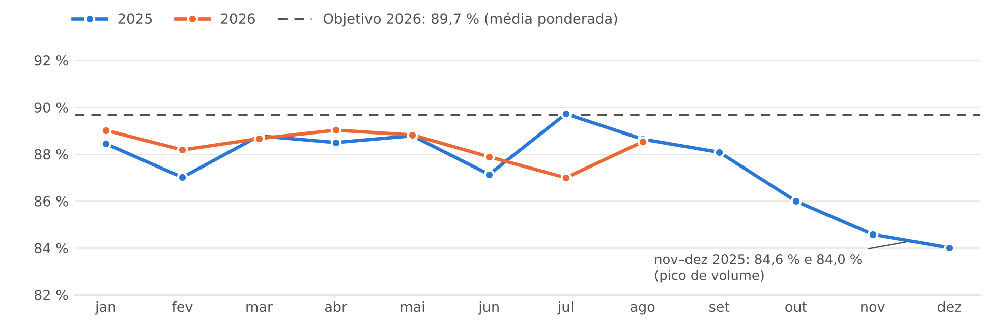 2025 2026 Objetivo 2026: 89,7 % (média ponderada)
92 %
90 %
88 %
86 %
84 %
nov–dez 2025: 84,6 % e 84,0 %
(pico de volume)
82 %
jan fev mar abr mai jun jul ago set out nov dez